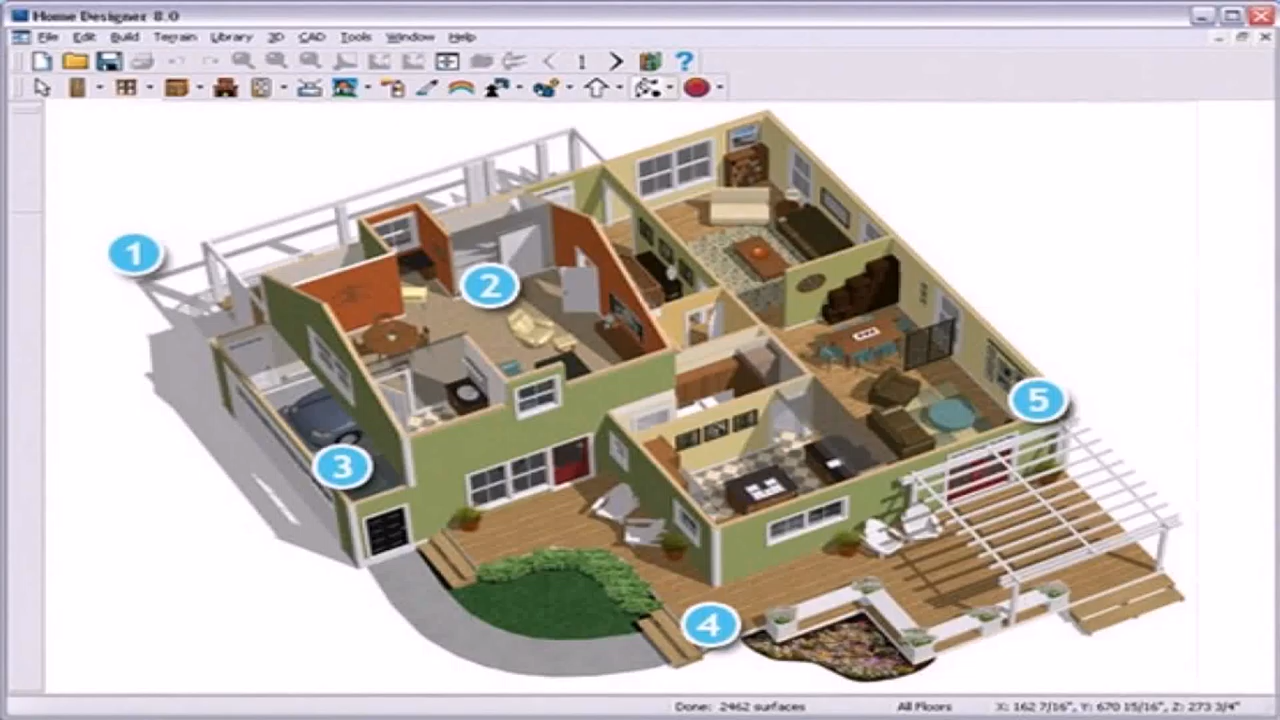 Home Designer 8.0
File Edit Build Terrain Library 3D CAD Tools Window Help
1
1
2
5
3
4
Done: 2462 surfaces All Floors X: 162 7/16", Y: 670 15/16", Z: 273 3/4"